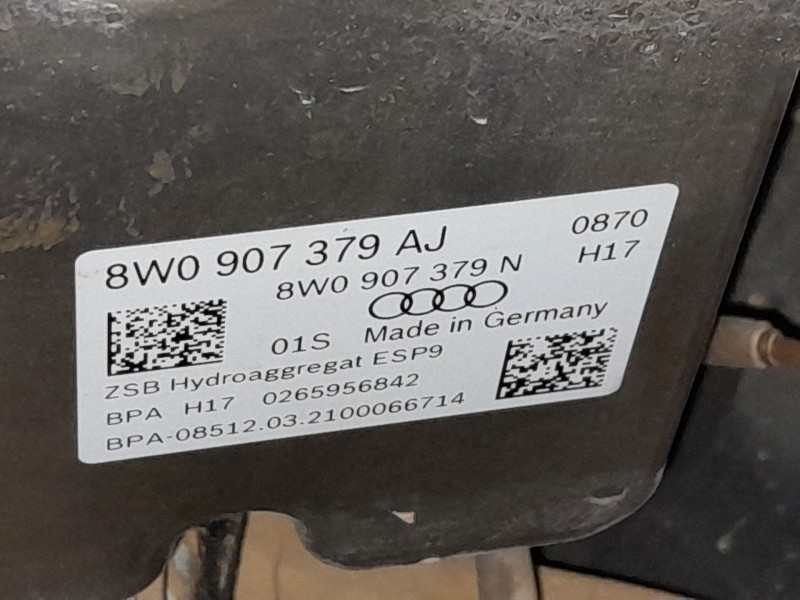 8W0 907 379 AJ 0870
8W0 907 379 N H17
01S Made in Germany
ZSB Hydroaggregat ESP9
BPA H17 0265956842
BPA-08512.03.2100066714